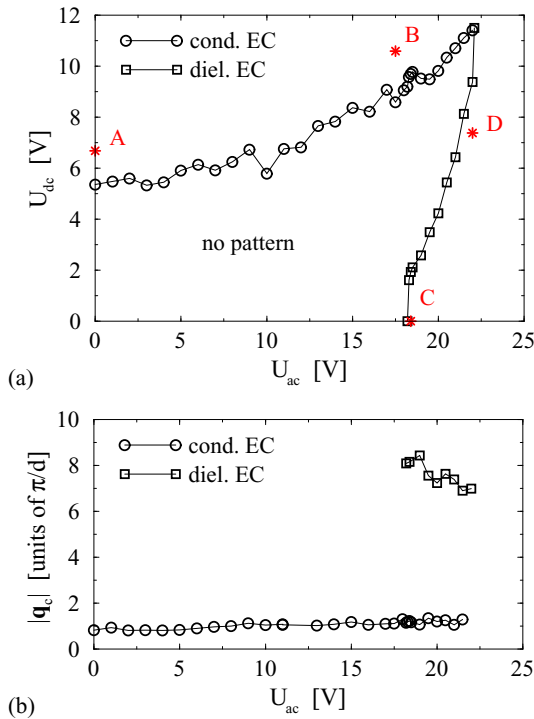 12
10
8
6
4
2
0
U_dc [V]
cond. EC
diel. EC
A
B
C
D
no pattern
0 5 10 15 20 25
U_ac [V]
(a)
10
8
6
4
2
0
|q_c| [units of π/d]
cond. EC
diel. EC
0 5 10 15 20 25
U_ac [V]
(b)